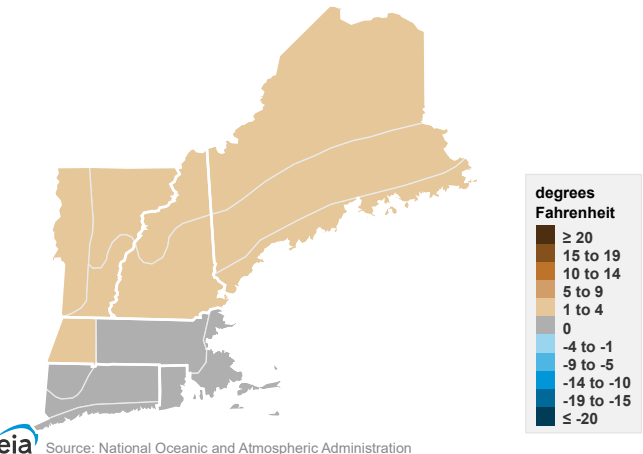 degrees
Fahrenheit
≥ 20
15 to 19
10 to 14
5 to 9
1 to 4
0
-4 to -1
-9 to -5
-14 to -10
-19 to -15
≤ -20
eia Source: National Oceanic and Atmospheric Administration